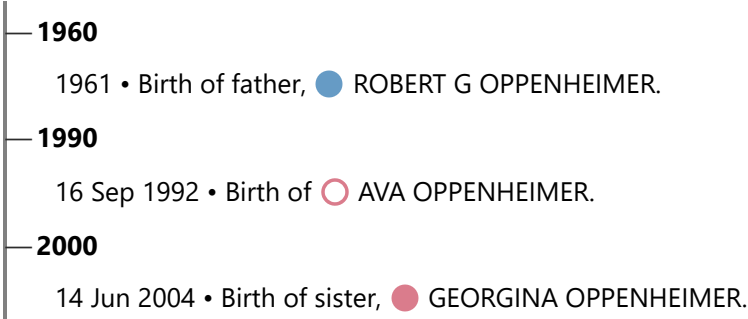 1960
1961 • Birth of father, ROBERT G OPPENHEIMER.
1990
16 Sep 1992 • Birth of AVA OPPENHEIMER.
2000
14 Jun 2004 • Birth of sister, GEORGINA OPPENHEIMER.